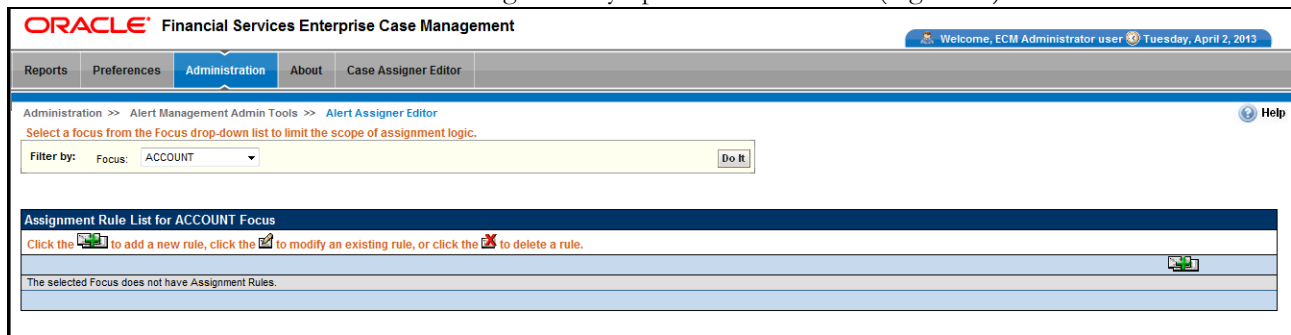 ORACLE® Financial Services Enterprise Case Management
Welcome, ECM Administrator user Tuesday, April 2, 2013
Reports Preferences Administration About Case Assigner Editor
Administration >> Alert Management Admin Tools >> Alert Assigner Editor Help
Select a focus from the Focus drop-down list to limit the scope of assignment logic.
Filter by: Focus: ACCOUNT Do It
Assignment Rule List for ACCOUNT Focus
Click the to add a new rule, click the to modify an existing rule, or click the to delete a rule.
The selected Focus does not have Assignment Rules.